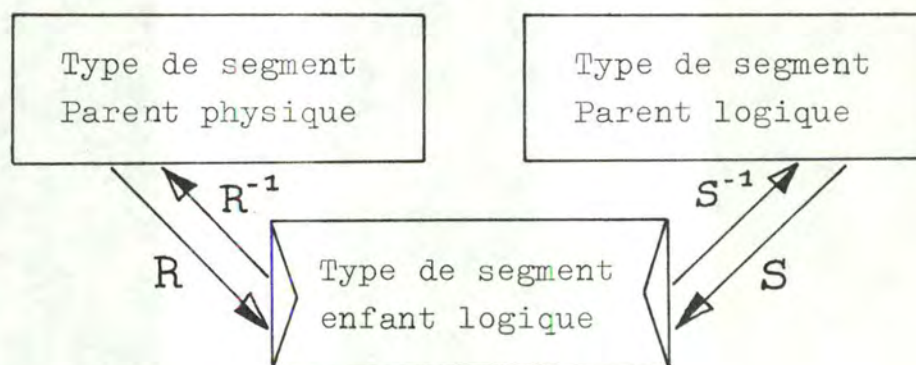 Type de segment
Parent physique
Type de segment
Parent logique
R⁻¹
S⁻¹
R
S
Type de segment
enfant logique